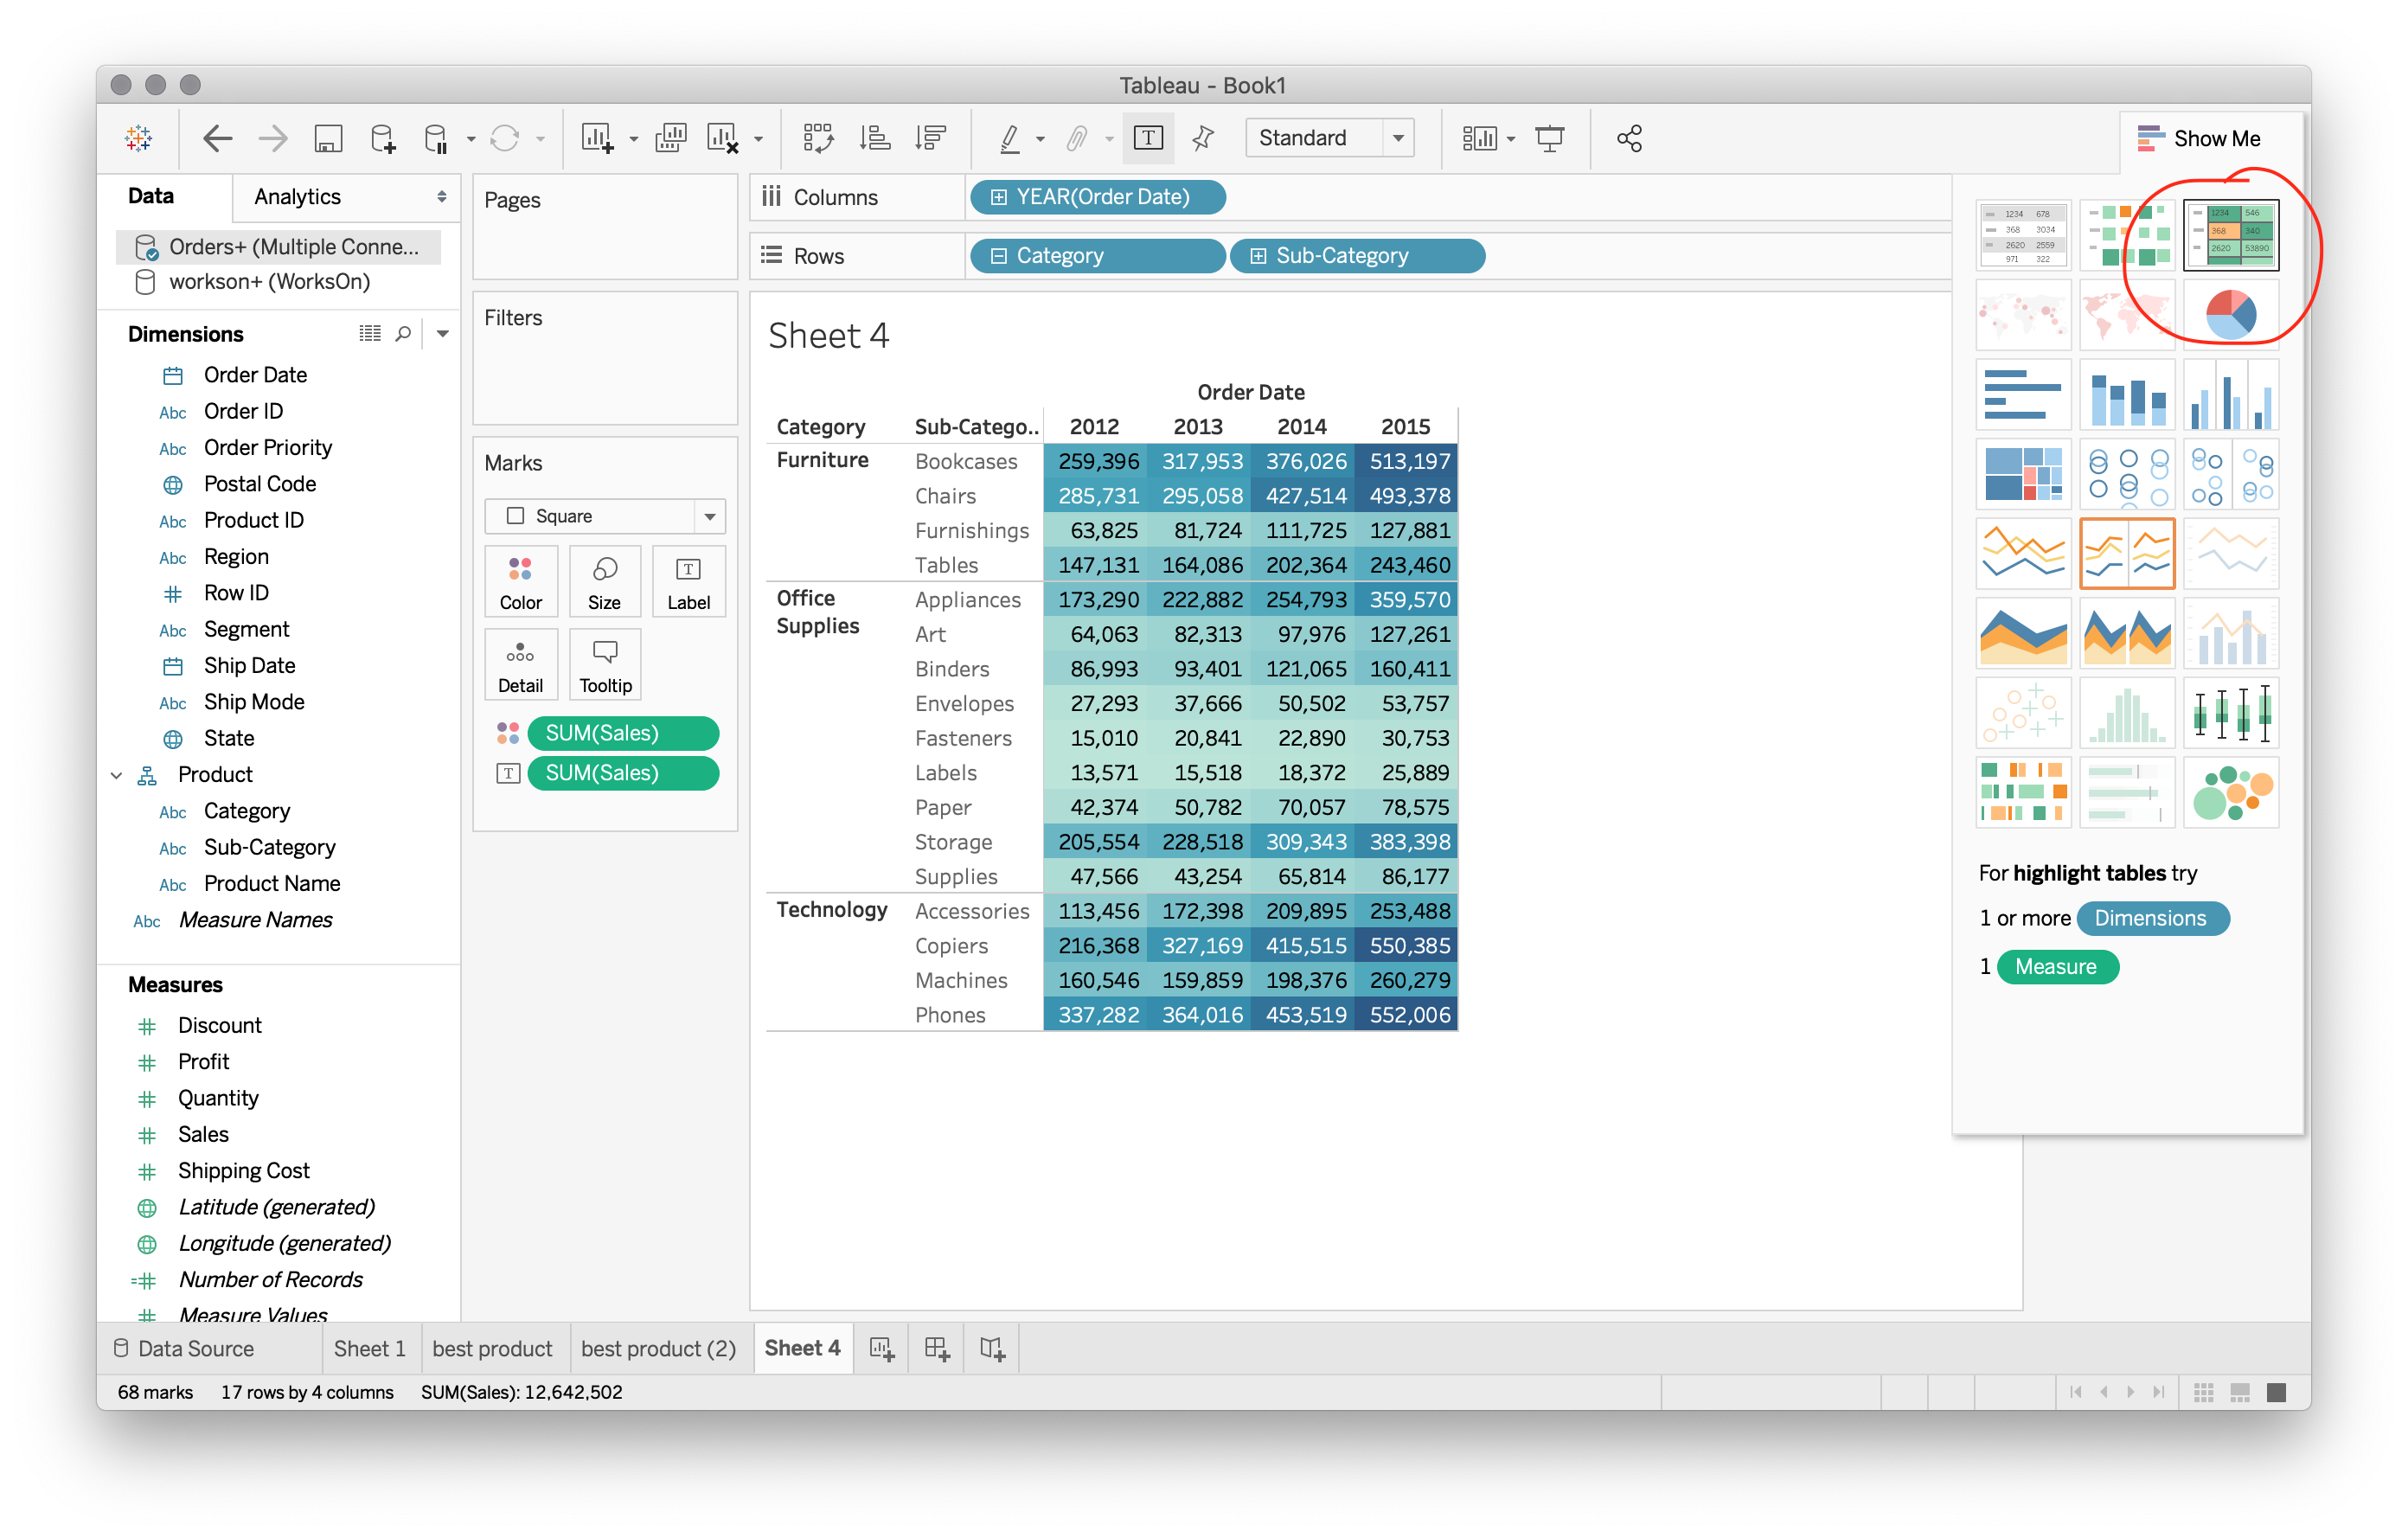 Tableau - Book1
Standard
Show Me
Data
Analytics
Orders+ (Multiple Conne...
workson+ (WorksOn)
Dimensions
Order Date
Abc Order ID
Abc Order Priority
Postal Code
Abc Product ID
Abc Region
Row ID
Abc Segment
Ship Date
Abc Ship Mode
State
Product
Abc Category
Abc Sub-Category
Abc Product Name
Abc Measure Names
Measures
Discount
Profit
Quantity
Sales
Shipping Cost
Latitude (generated)
Longitude (generated)
Number of Records
Measure Values
Pages
Filters
Marks
Square
Color Size T Label
Detail Tooltip
SUM(Sales)
T SUM(Sales)
Columns YEAR(Order Date)
Rows Category Sub-Category
Sheet 4
Order Date
Category Sub-Catego.. 2012 2013 2014 2015
Furniture Bookcases 259,396 317,953 376,026 513,197
Chairs 285,731 295,058 427,514 493,378
Furnishings 63,825 81,724 111,725 127,881
Tables 147,131 164,086 202,364 243,460
Office Supplies Appliances 173,290 222,882 254,793 359,570
Art 64,063 82,313 97,976 127,261
Binders 86,993 93,401 121,065 160,411
Envelopes 27,293 37,666 50,502 53,757
Fasteners 15,010 20,841 22,890 30,753
Labels 13,571 15,518 18,372 25,889
Paper 42,374 50,782 70,057 78,575
Storage 205,554 228,518 309,343 383,398
Supplies 47,566 43,254 65,814 86,177
Technology Accessories 113,456 172,398 209,895 253,488
Copiers 216,368 327,169 415,515 550,385
Machines 160,546 159,859 198,376 260,279
Phones 337,282 364,016 453,519 552,006
1234 678
368 3034
2620 2559
971 322
1234 546
368 340
2620 53890
For highlight tables try
1 or more Dimensions
1 Measure
Data Source
Sheet 1
best product
best product (2)
Sheet 4
68 marks 17 rows by 4 columns SUM(Sales): 12,642,502